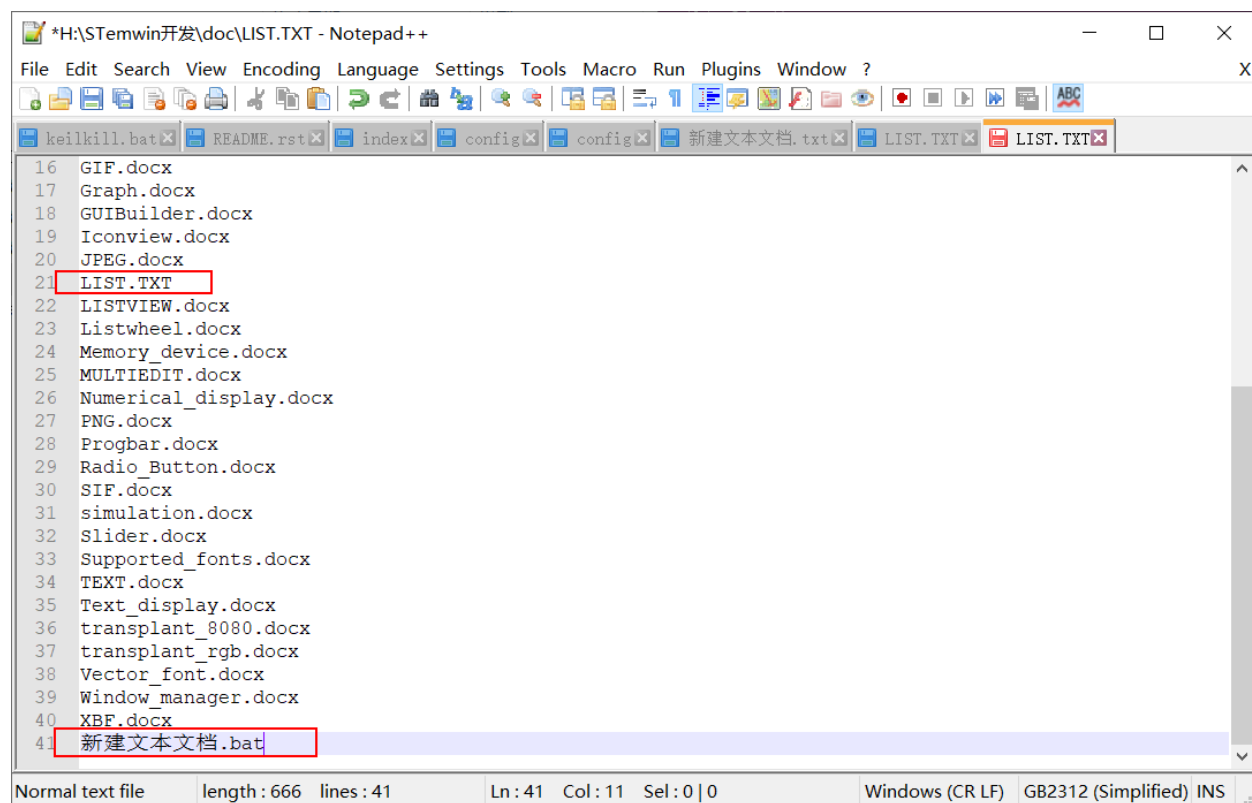 *H:\STemwin开发\doc\LIST.TXT - Notepad++
File Edit Search View Encoding Language Settings Tools Macro Run Plugins Window ? X
ABC
keilkill.bat README.rst index config config 新建文本文档.txt LIST.TXT LIST.TXT
16 GIF.docx
17 Graph.docx
18 GUIBuilder.docx
19 Iconview.docx
20 JPEG.docx
21 LIST.TXT
22 LISTVIEW.docx
23 Listwheel.docx
24 Memory_device.docx
25 MULTIEDIT.docx
26 Numerical_display.docx
27 PNG.docx
28 Progbar.docx
29 Radio_Button.docx
30 SIF.docx
31 simulation.docx
32 Slider.docx
33 Supported_fonts.docx
34 TEXT.docx
35 Text_display.docx
36 transplant_8080.docx
37 transplant_rgb.docx
38 Vector_font.docx
39 Window_manager.docx
40 XBF.docx
41 新建文本文档.bat
Normal text file length : 666 lines : 41 Ln : 41 Col : 11 Sel : 0 | 0 Windows (CR LF) GB2312 (Simplified) INS